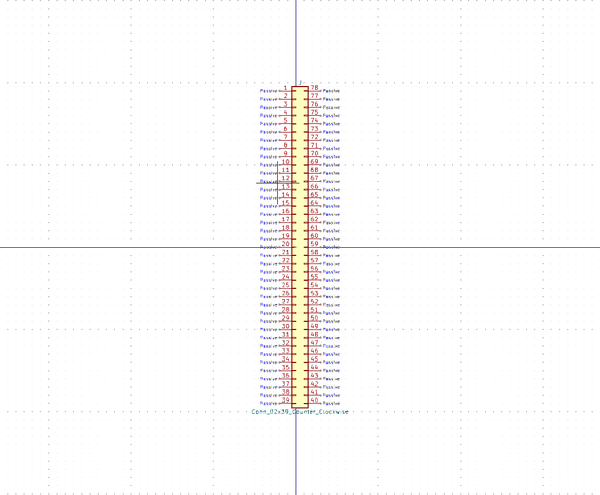 J
Passive 1 78 Passive
Passive 2 77 Passive
Passive 3 76 Passive
Passive 4 75 Passive
Passive 5 74 Passive
Passive 6 73 Passive
Passive 7 72 Passive
Passive 8 71 Passive
Passive 9 70 Passive
Passive 10 69 Passive
Passive 11 68 Passive
Passive 12 67 Passive
Passive 13 66 Passive
Passive 14 65 Passive
Passive 15 64 Passive
Passive 16 63 Passive
Passive 17 62 Passive
Passive 18 61 Passive
Passive 19 60 Passive
Passive 20 59 Passive
Passive 21 58 Passive
Passive 22 57 Passive
Passive 23 56 Passive
Passive 24 55 Passive
Passive 25 54 Passive
Passive 26 53 Passive
Passive 27 52 Passive
Passive 28 51 Passive
Passive 29 50 Passive
Passive 30 49 Passive
Passive 31 48 Passive
Passive 32 47 Passive
Passive 33 46 Passive
Passive 34 45 Passive
Passive 35 44 Passive
Passive 36 43 Passive
Passive 37 42 Passive
Passive 38 41 Passive
Passive 39 40 Passive
Conn_02x39_Counter_Clockwise